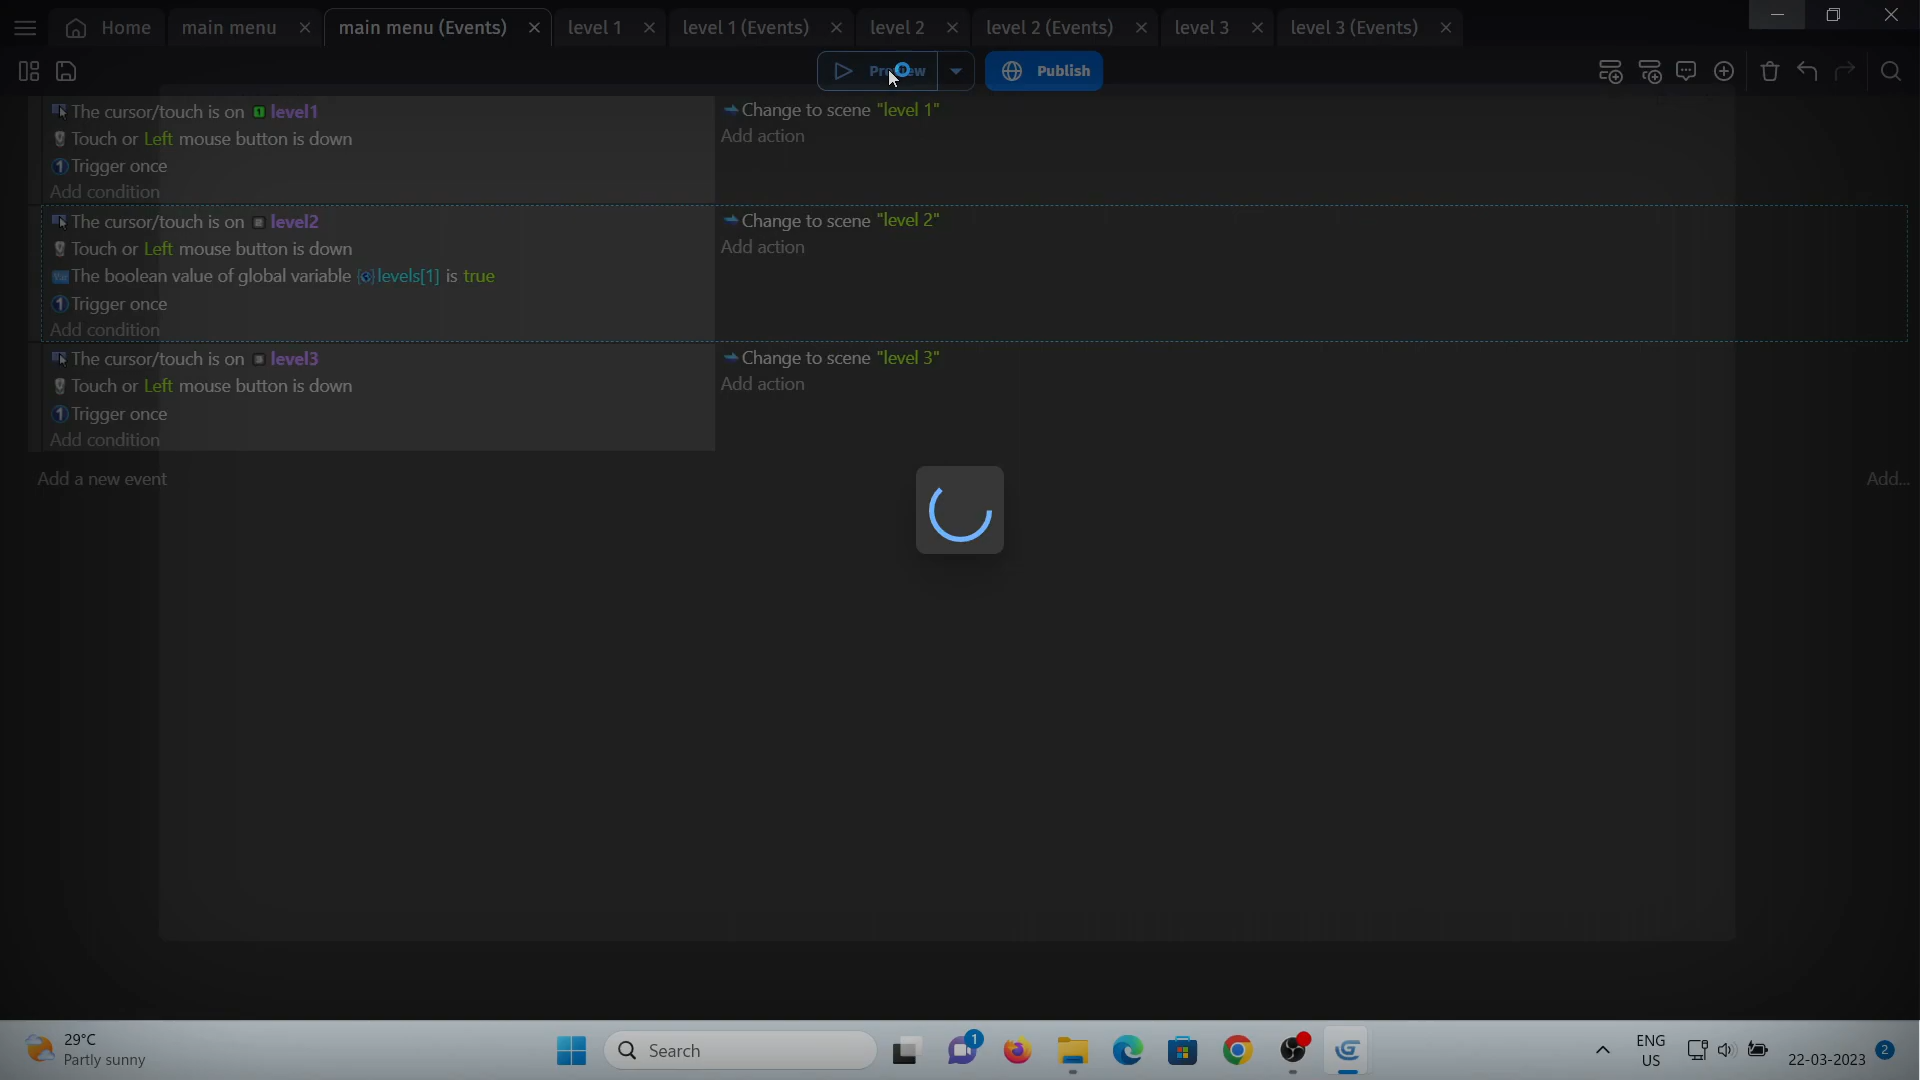 Home
main menu
main menu (Events)
level 1
level 1 (Events)
level 2
level 2 (Events)
level 3
level 3 (Events)
Preview
Publish
The cursor/touch is on level1
Touch or Left mouse button is down
Trigger once
Add condition
Change to scene "level 1"
Add action
The cursor/touch is on level2
Touch or Left mouse button is down
The boolean value of global variable levels[1] is true
Trigger once
Add condition
Change to scene "level 2"
Add action
The cursor/touch is on level3
Touch or Left mouse button is down
Trigger once
Add condition
Change to scene "level 3"
Add action
Add a new event
Add...
29°C
Partly sunny
Search
1
ENG
US
22-03-2023
2